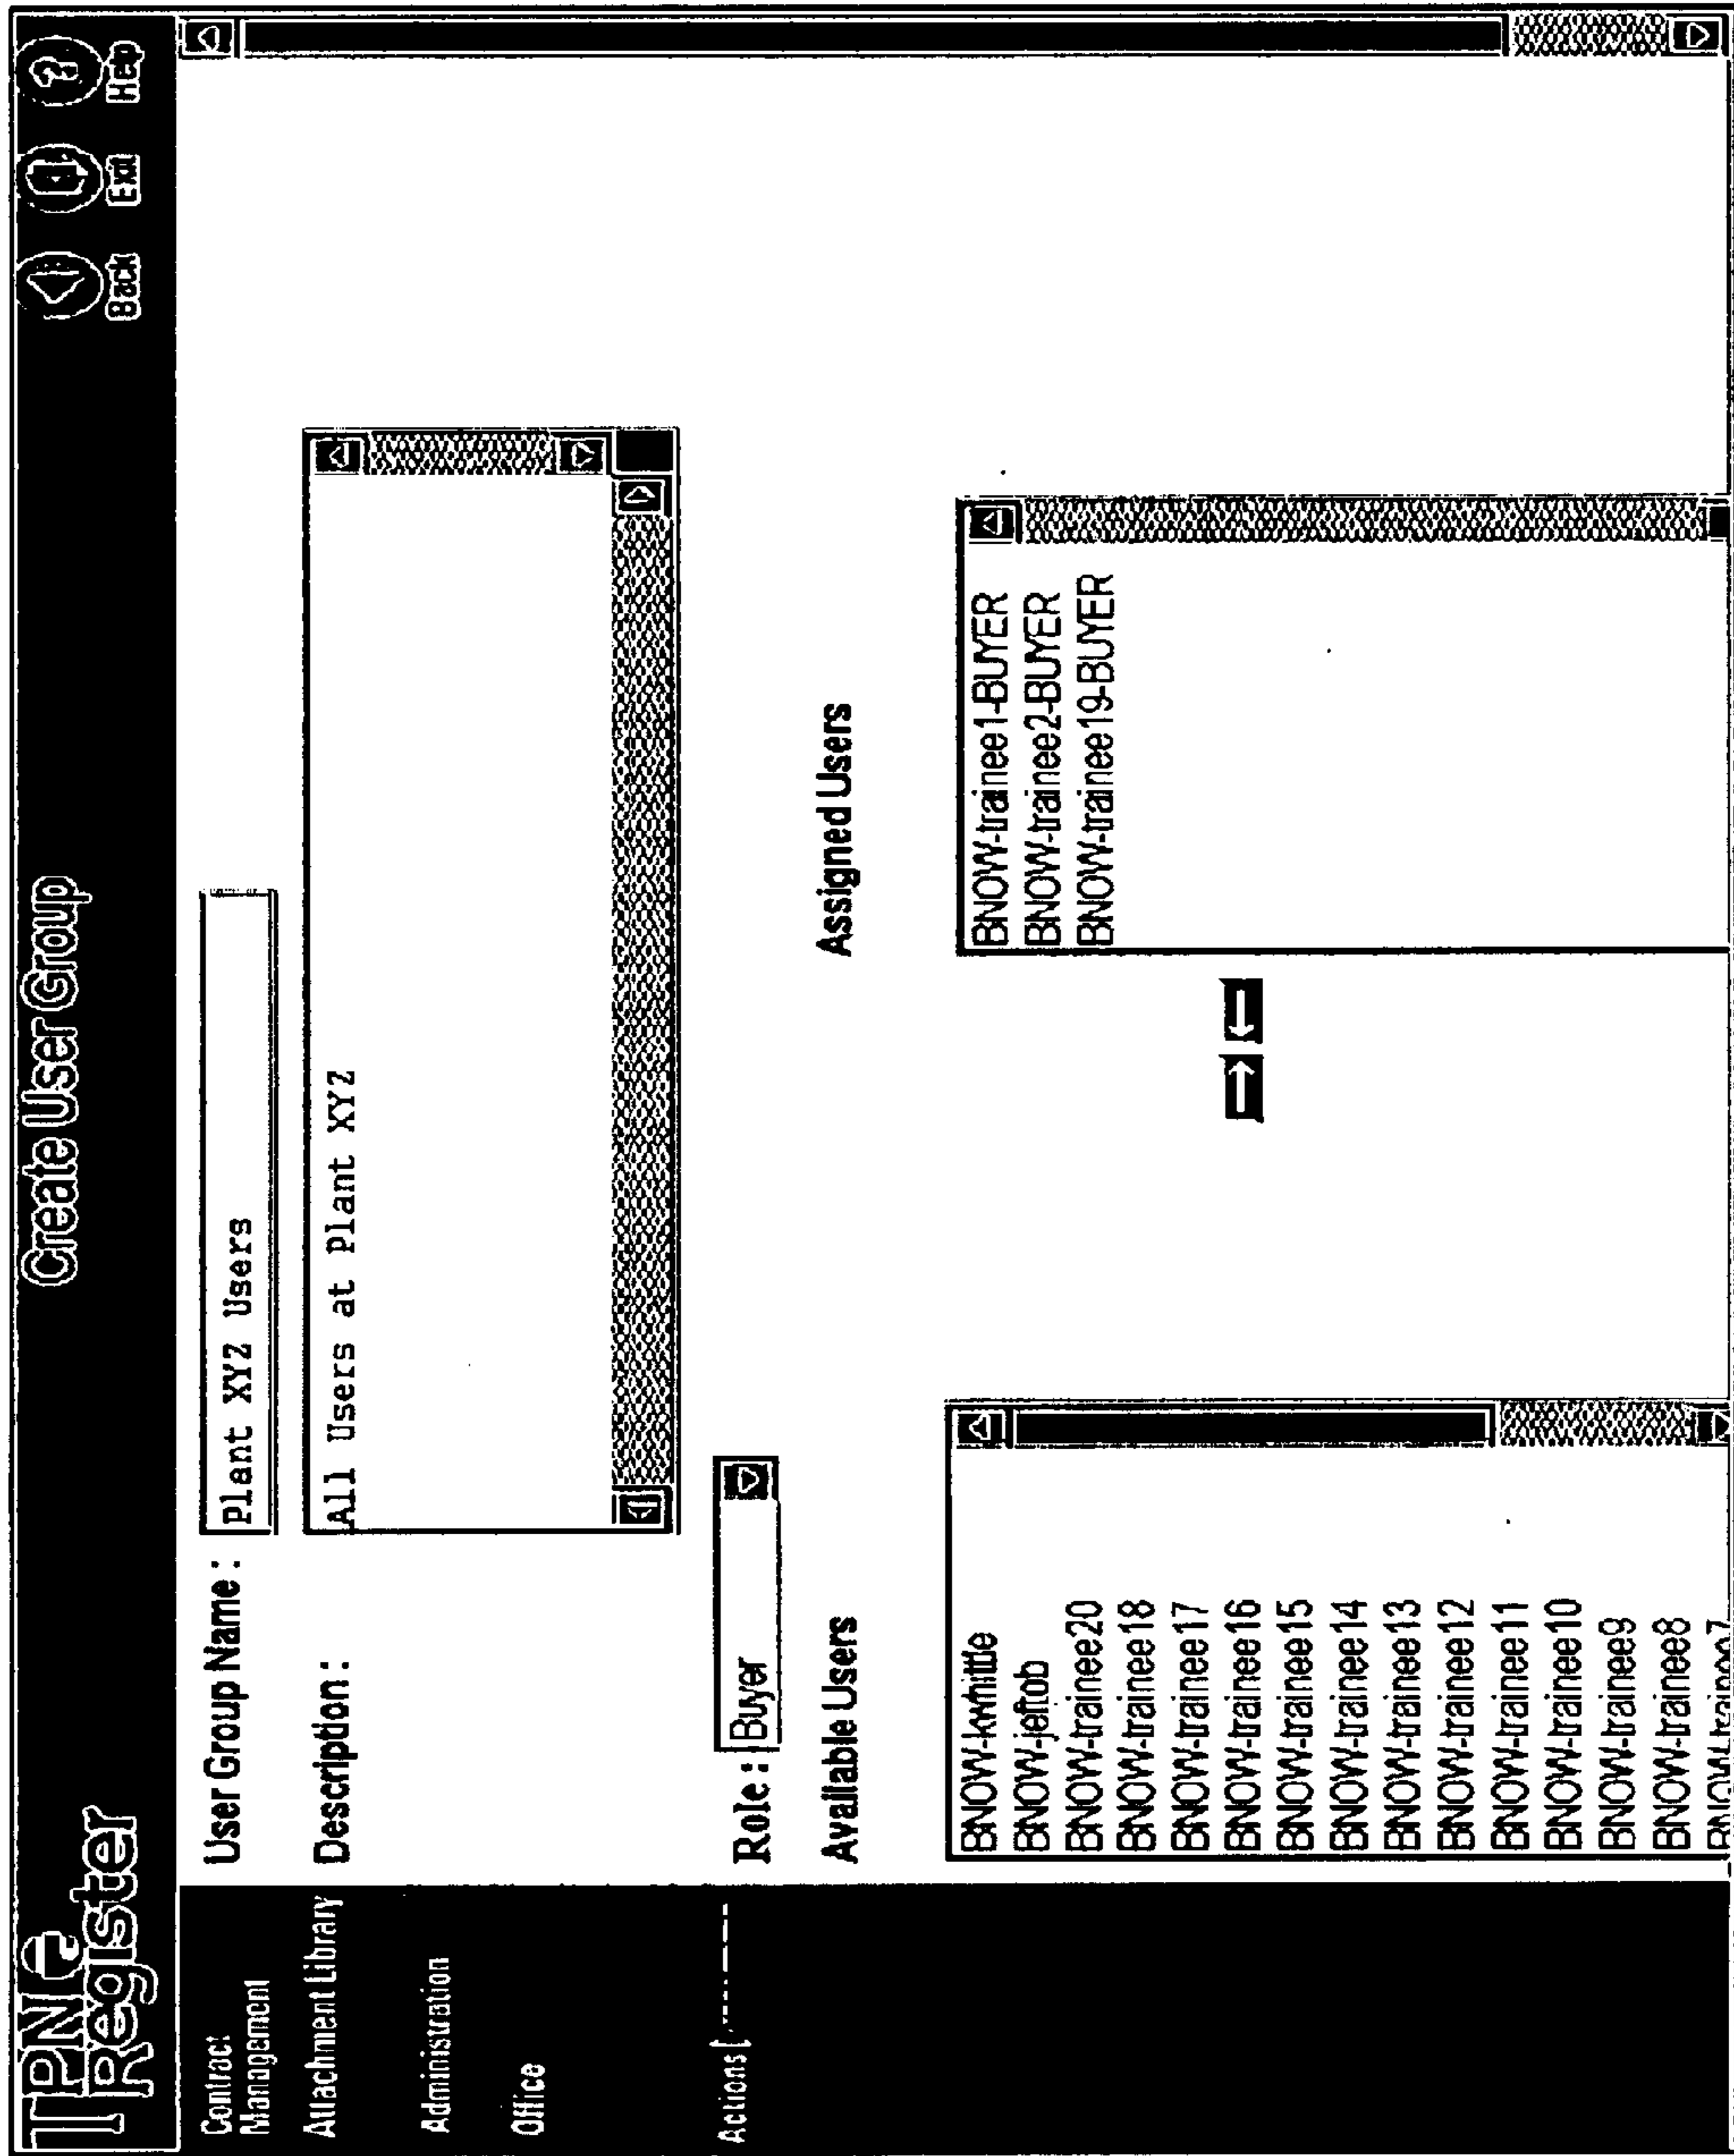 TPN Register
Create User Group
Back
Exit
Help
Contract
Management
Attachment Library
Administration
Office
Actions
User Group Name :
Plant XYZ Users
Description :
All Users at Plant XYZ
Role :
Buyer
Available Users
BNOW-kwhittle
BNOW-jeftob
BNOW-trainee20
BNOW-trainee18
BNOW-trainee17
BNOW-trainee16
BNOW-trainee15
BNOW-trainee14
BNOW-trainee13
BNOW-trainee12
BNOW-trainee11
BNOW-trainee10
BNOW-trainee9
BNOW-trainee8
BNOW-trainee7
Assigned Users
BNOW-trainee1-BUYER
BNOW-trainee2-BUYER
BNOW-trainee19-BUYER